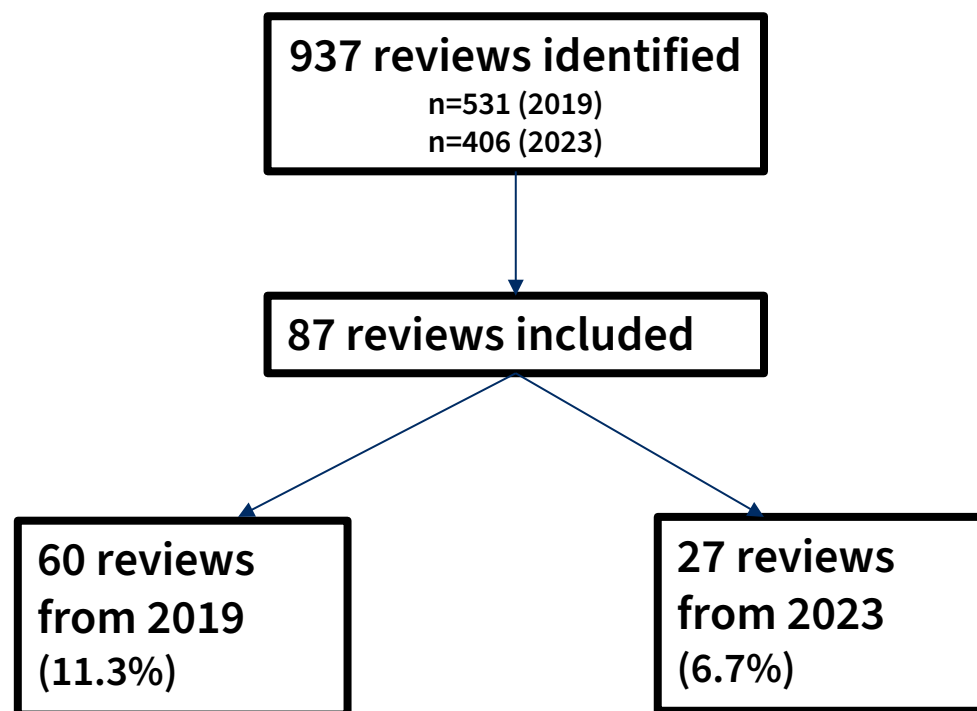 937 reviews identified
n=531 (2019)
n=406 (2023)
87 reviews included
60 reviews
from 2019
(11.3%)
27 reviews
from 2023
(6.7%)